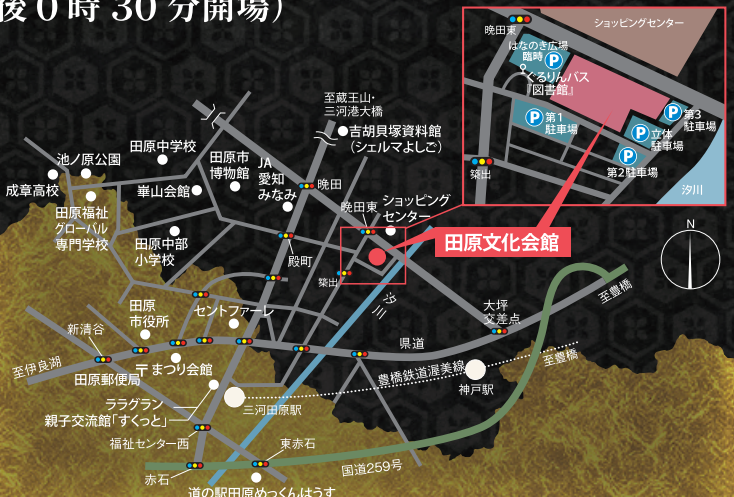 後0時30分開場）
晩田東
ショッピングセンター
はなのき広場
臨時 P
ぐるりんバス
『図書館』
P 第1
駐車場
P 第3
駐車場
P 立体
駐車場
P
第2駐車場
築出
汐川
至蔵王山・
三河港大橋
吉胡貝塚資料館
（シェルマよしご）
田原中学校
池ノ原公園
田原市
博物館
JA
愛知
みなみ
成章高校
崋山会館
晩田
晩田東
ショッピング
センター
田原福祉
グローバル
専門学校
田原中部
小学校
殿町
田原文化会館
N
築出
汐川
田原
市役所
セントファーレ
大坪
交差点
至豊橋
新清谷
県道
至伊良湖
田原郵便局
〒
まつり会館
豊橋鉄道渥美線
至豊橋
神戸駅
ララグラン
親子交流館「すくっと」
三河田原駅
福祉センター西
東赤石
赤石
国道259号
道の駅田原めっくんはうす